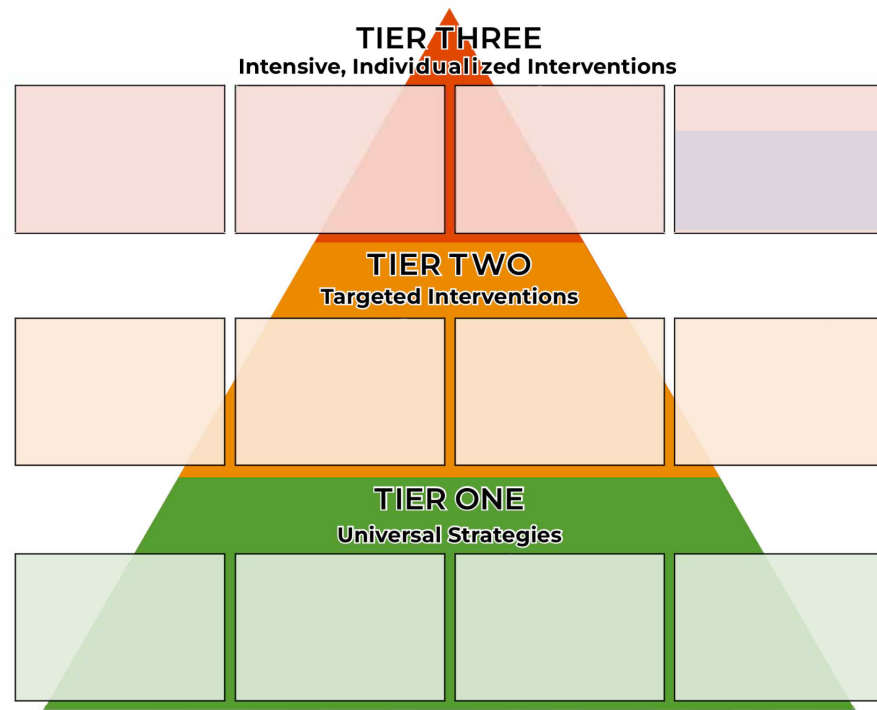 TIER THREE
Intensive, Individualized Interventions
TIER TWO
Targeted Interventions
TIER ONE
Universal Strategies